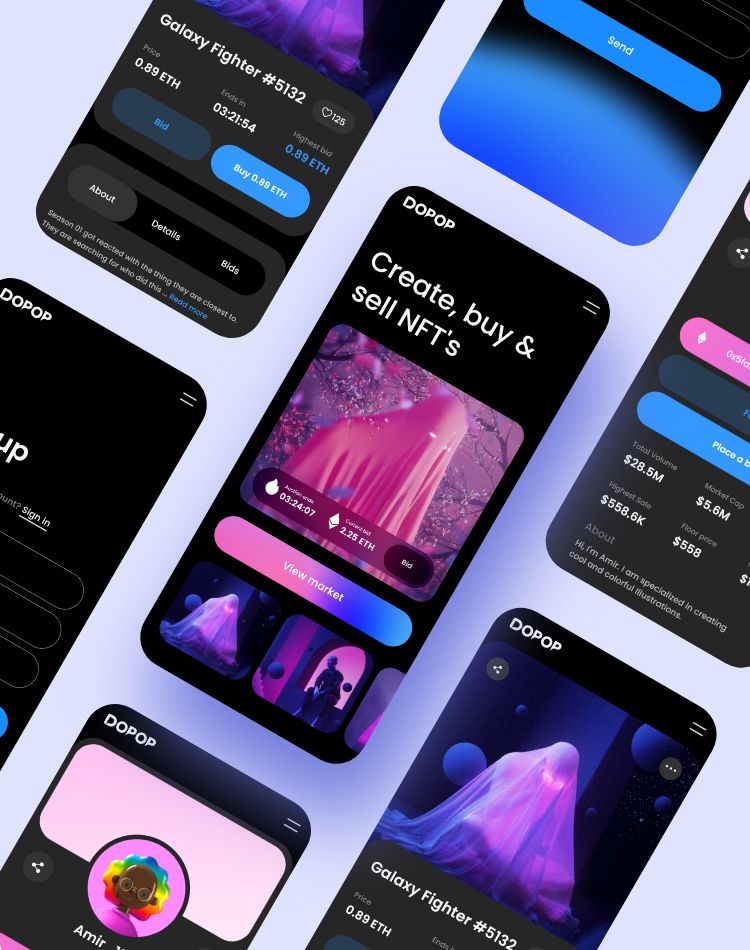 Galaxy Fighter #5132
125
Price
0.89 ETH
Ends in
03:21:54
Highest bid
0.89 ETH
Bid
Buy 0.89 ETH
About
Details
Bids
Season 01 got reacted with the thing they are closest to.
They are searching for who did this ... Read more
Send
DOPOP
Create, buy &
sell NFT's
Auction ends
03:24:07
Current bid
2.25 ETH
Bid
View market
DOPOP
up
ount? Sign In
0x5fd
Place a b
Total Volume
$28.5M
Market Cap
$5.6M
Highest Sale
$558.6K
Floor price
$558
About
Hi, I'm Amir. I am specialized in creating
cool and colorful illustrations.
DOPOP
Amir
DOPOP
Galaxy Fighter #5132
Price
0.89 ETH
Ends in